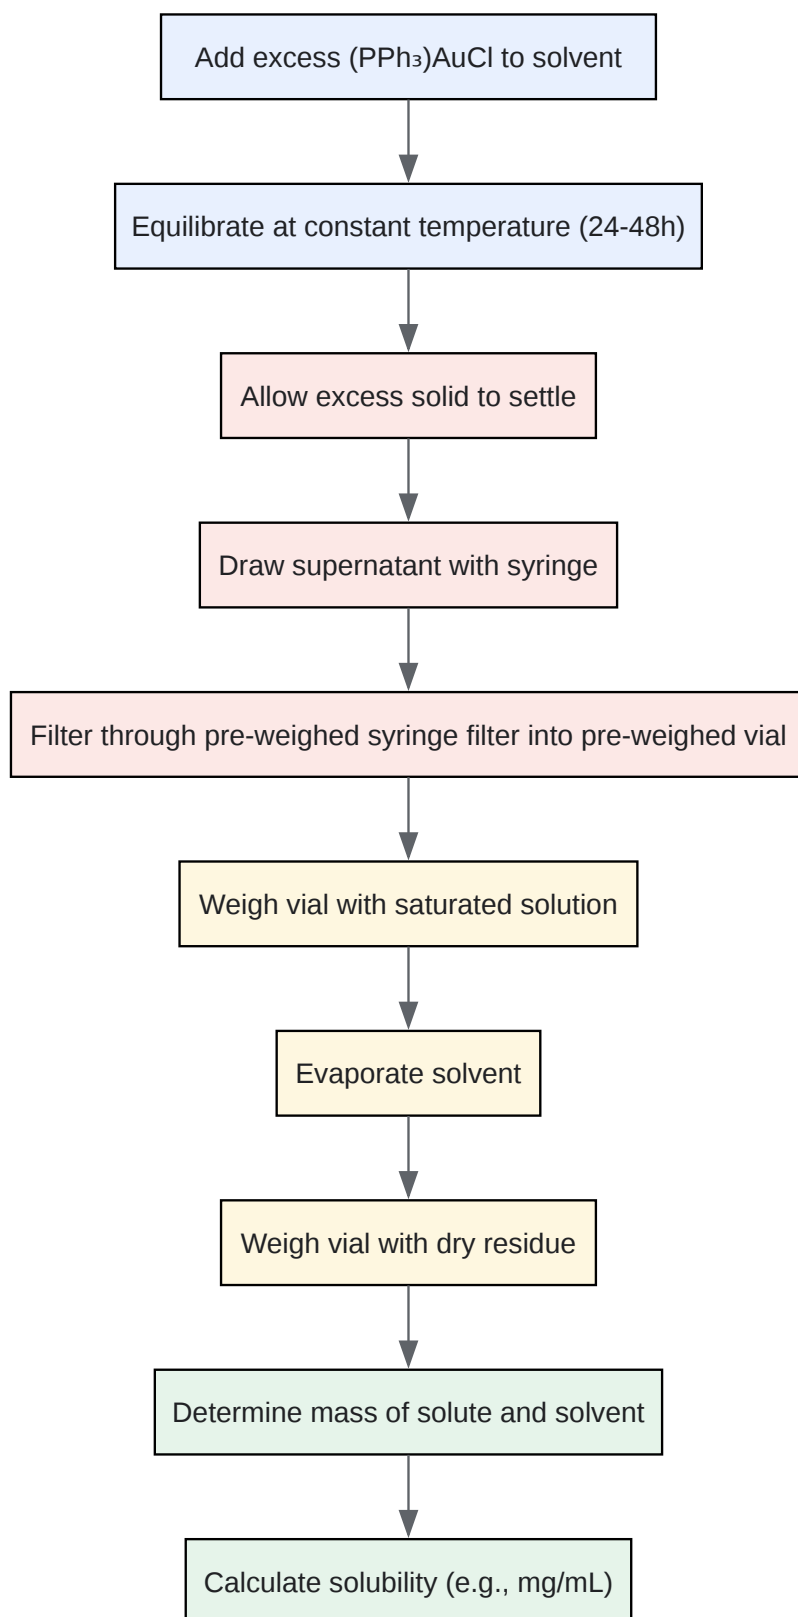 Add excess (PPh₃)AuCl to solvent
Equilibrate at constant temperature (24-48h)
Allow excess solid to settle
Draw supernatant with syringe
Filter through pre-weighed syringe filter into pre-weighed vial
Weigh vial with saturated solution
Evaporate solvent
Weigh vial with dry residue
Determine mass of solute and solvent
Calculate solubility (e.g., mg/mL)